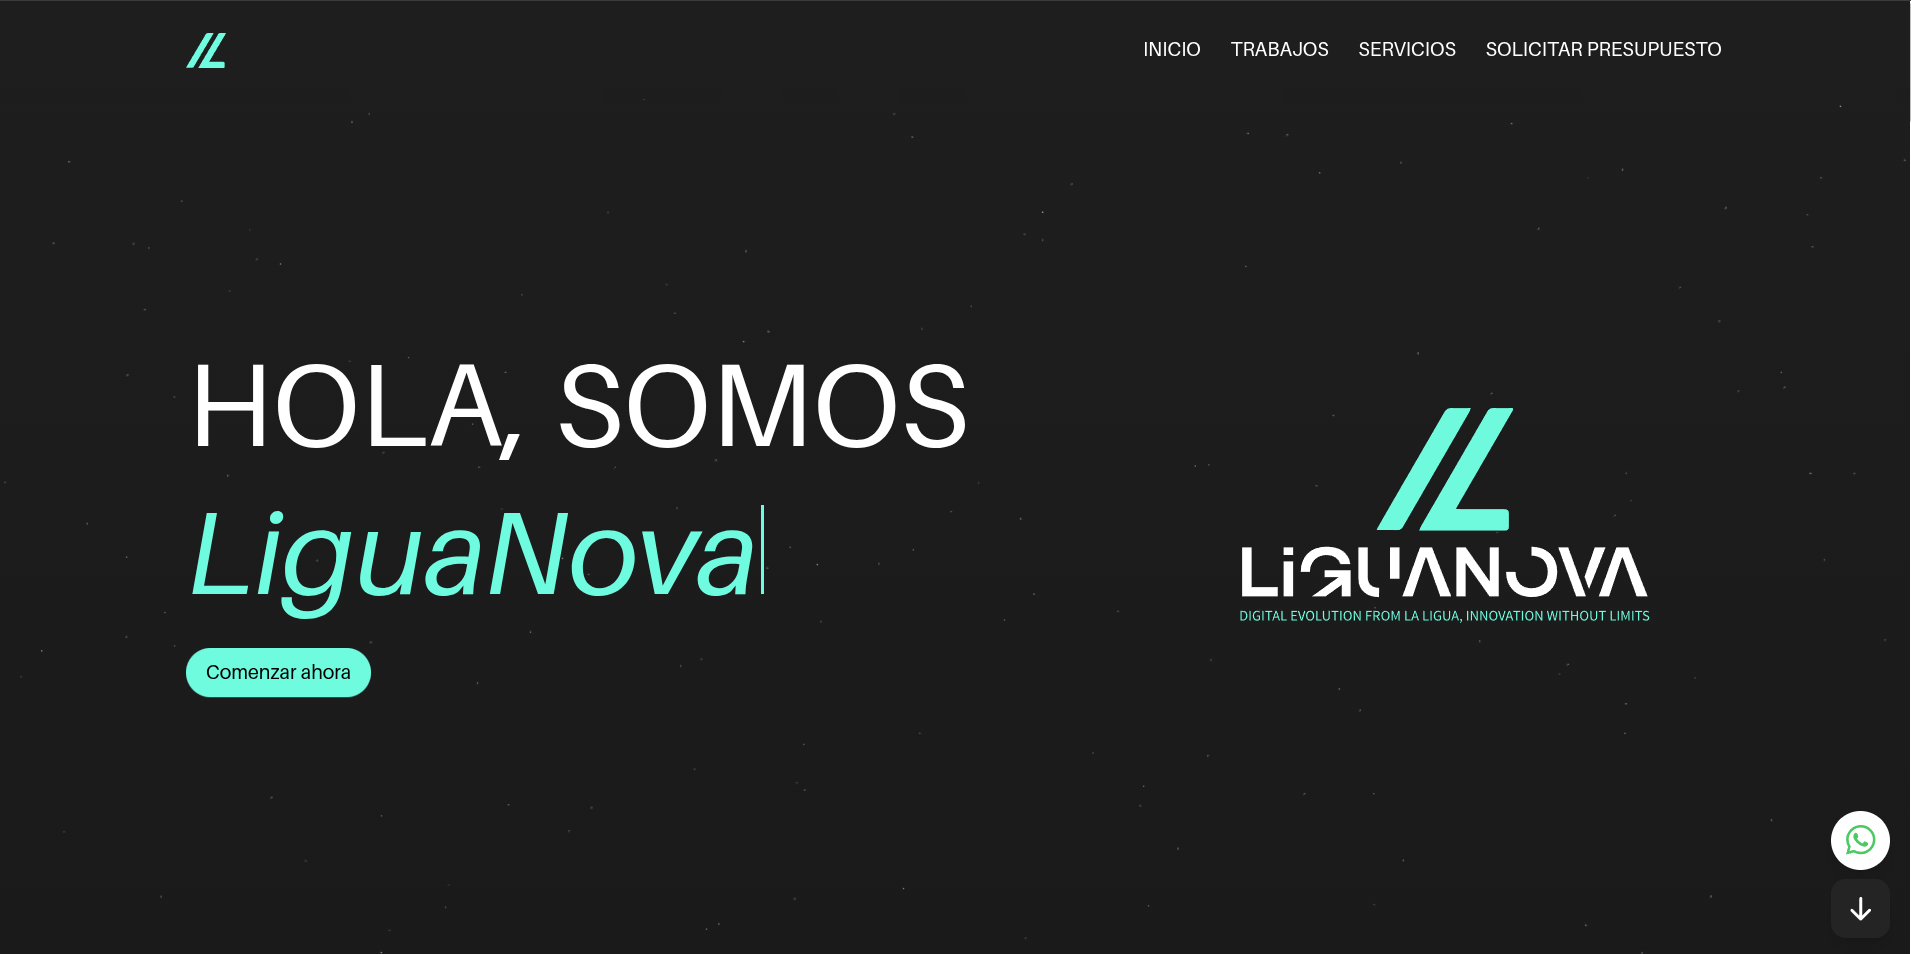 INICIO TRABAJOS SERVICIOS SOLICITAR PRESUPUESTO
HOLA, SOMOS
LiguaNova
Comenzar ahora
LiGUANOVA
DIGITAL EVOLUTION FROM LA LIGUA, INNOVATION WITHOUT LIMITS